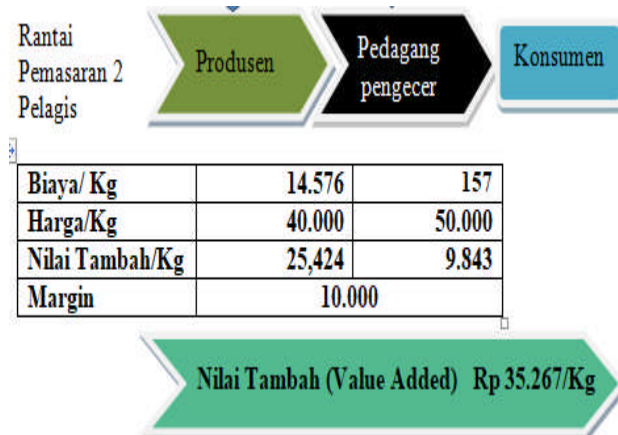 Rantai
Pemasaran 2
Pelagis
Produsen
Pedagang
pengecer
Konsumen
Biaya/ Kg 14.576 157
Harga/Kg 40.000 50.000
Nilai Tambah/Kg 25,424 9.843
Margin 10.000
Nilai Tambah (Value Added) Rp 35.267/Kg